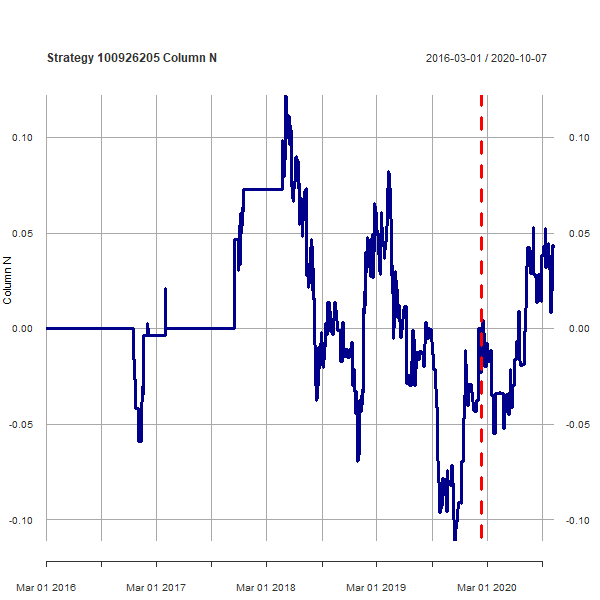 Strategy 100926205 Column N
2016-03-01 / 2020-10-07
Column N
0.10
0.05
0.00
-0.05
-0.10
0.10
0.05
0.00
-0.05
-0.10
Mar 01 2016
Mar 01 2017
Mar 01 2018
Mar 01 2019
Mar 01 2020